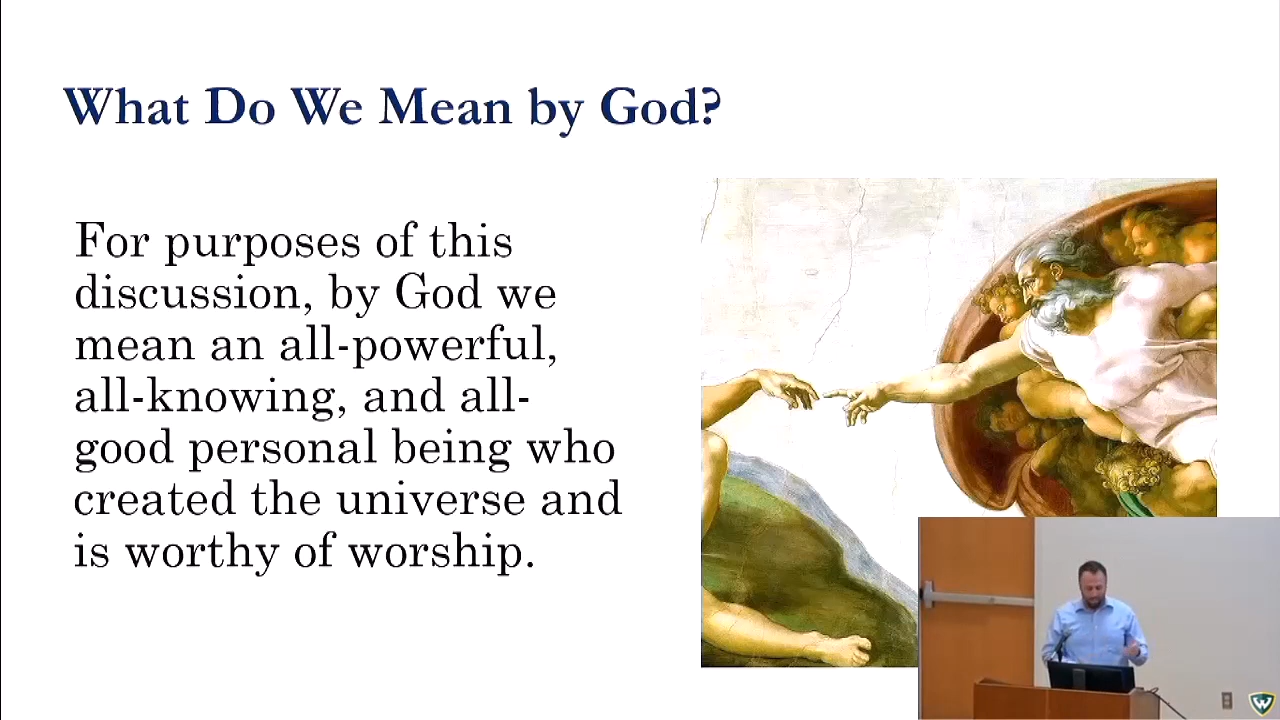 What Do We Mean by God?
For purposes of this
discussion, by God we
mean an all-powerful,
all-knowing, and all-
good personal being who
created the universe and
is worthy of worship.
W